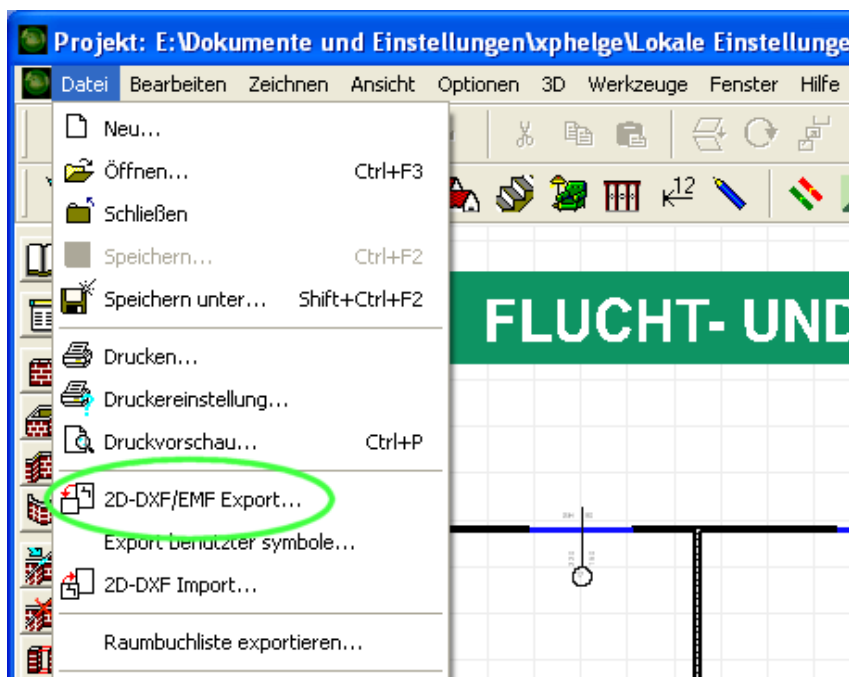 Projekt: E:\Dokumente und Einstellungen\xphelge\Lokale Einstellunge
Datei Bearbeiten Zeichnen Ansicht Optionen 3D Werkzeuge Fenster Hilfe
Neu...
Öffnen... Ctrl+F3
Schließen
Speichern... Ctrl+F2
Speichern unter... Shift+Ctrl+F2
Drucken...
Druckereinstellung...
Druckvorschau... Ctrl+P
2D-DXF/EMF Export...
Export benutzter symbole...
2D-DXF Import...
Raumbuchliste exportieren...
12
FLUCHT- UND